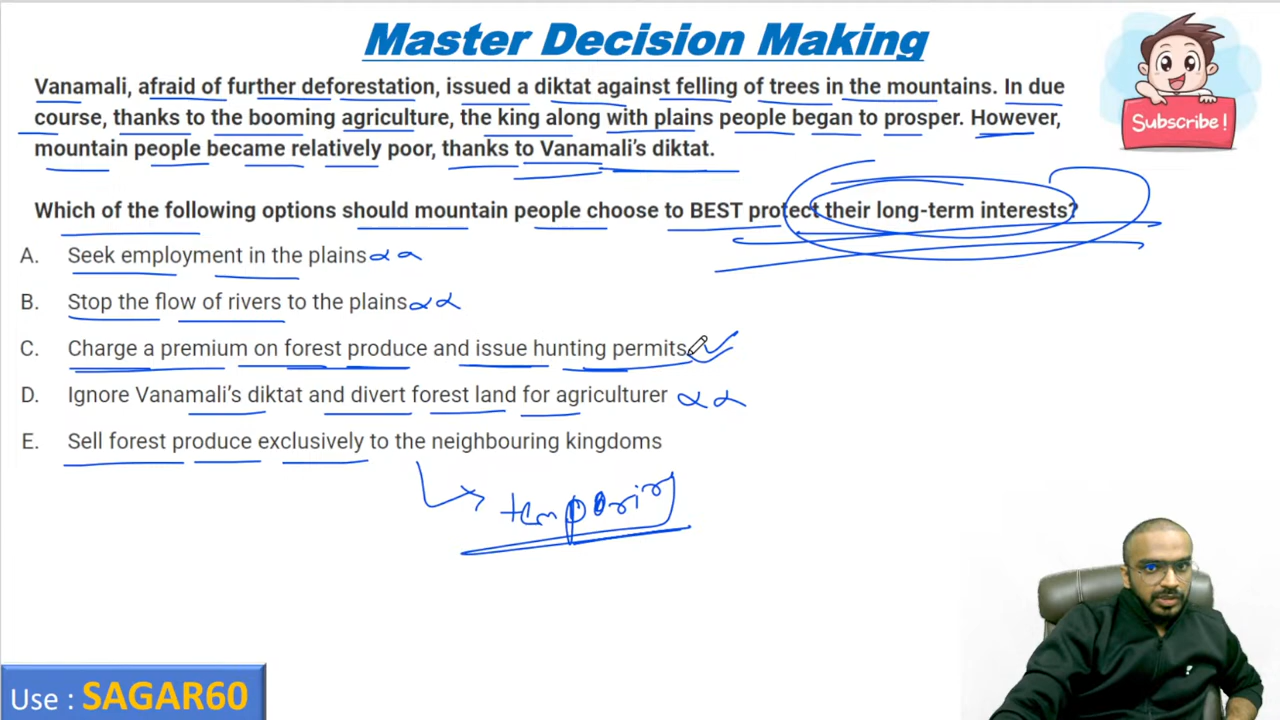 Master Decision Making
Vanamali, afraid of further deforestation, issued a diktat against felling of trees in the mountains. In due
course, thanks to the booming agriculture, the king along with plains people began to prosper. However,
mountain people became relatively poor, thanks to Vanamali's diktat.
Subscribe!
Which of the following options should mountain people choose to BEST protect their long-term interests?
A. Seek employment in the plains
B. Stop the flow of rivers to the plains
C. Charge a premium on forest produce and issue hunting permits
D. Ignore Vanamali's diktat and divert forest land for agriculturer
E. Sell forest produce exclusively to the neighbouring kingdoms
Use : SAGAR60